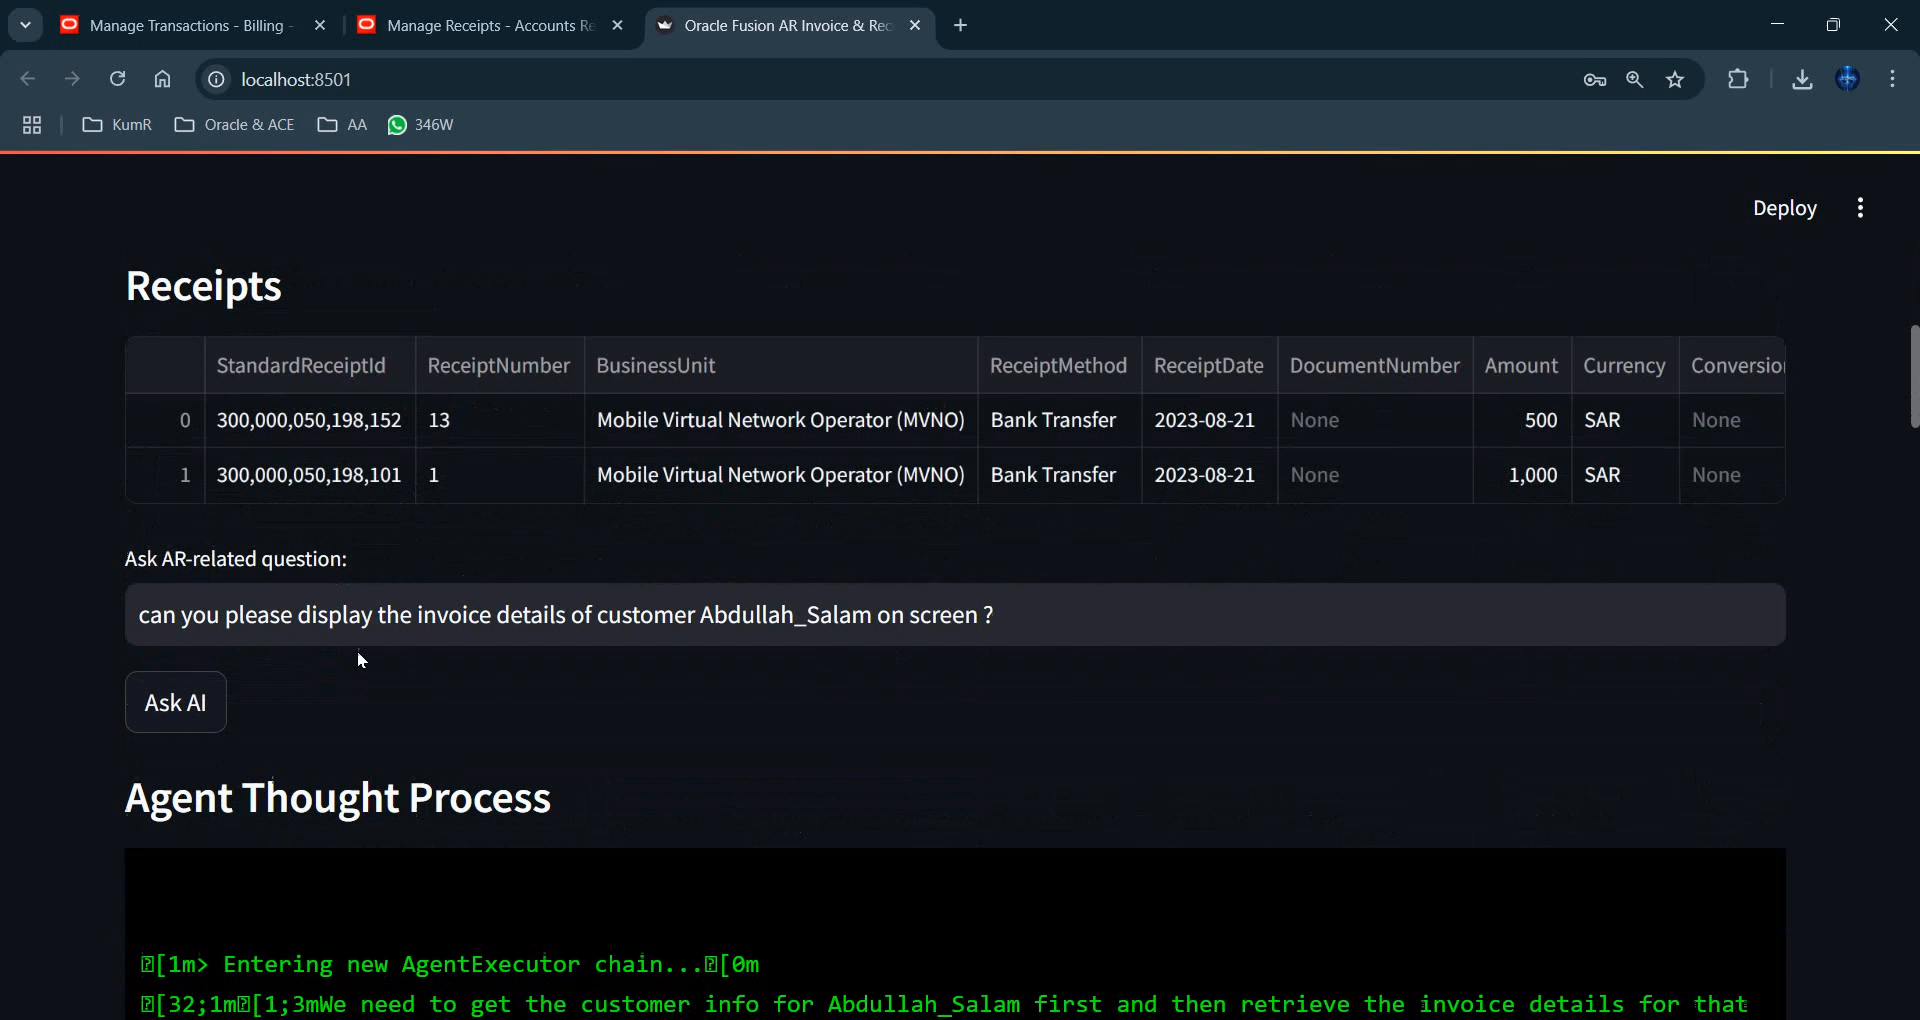 Manage Transactions - Billing -
Manage Receipts - Accounts Re
Oracle Fusion AR Invoice & Rec
localhost:8501
KumR
Oracle & ACE
AA
346W
Deploy
Receipts
StandardReceiptId ReceiptNumber BusinessUnit ReceiptMethod ReceiptDate DocumentNumber Amount Currency Conversio
0 300,000,050,198,152 13 Mobile Virtual Network Operator (MVNO) Bank Transfer 2023-08-21 None 500 SAR None
1 300,000,050,198,101 1 Mobile Virtual Network Operator (MVNO) Bank Transfer 2023-08-21 None 1,000 SAR None
Ask AR-related question:
can you please display the invoice details of customer Abdullah_Salam on screen ?
Ask AI
Agent Thought Process
[1m> Entering new AgentExecutor chain...[0m
[32;1m[1;3mWe need to get the customer info for Abdullah_Salam first and then retrieve the invoice details for that